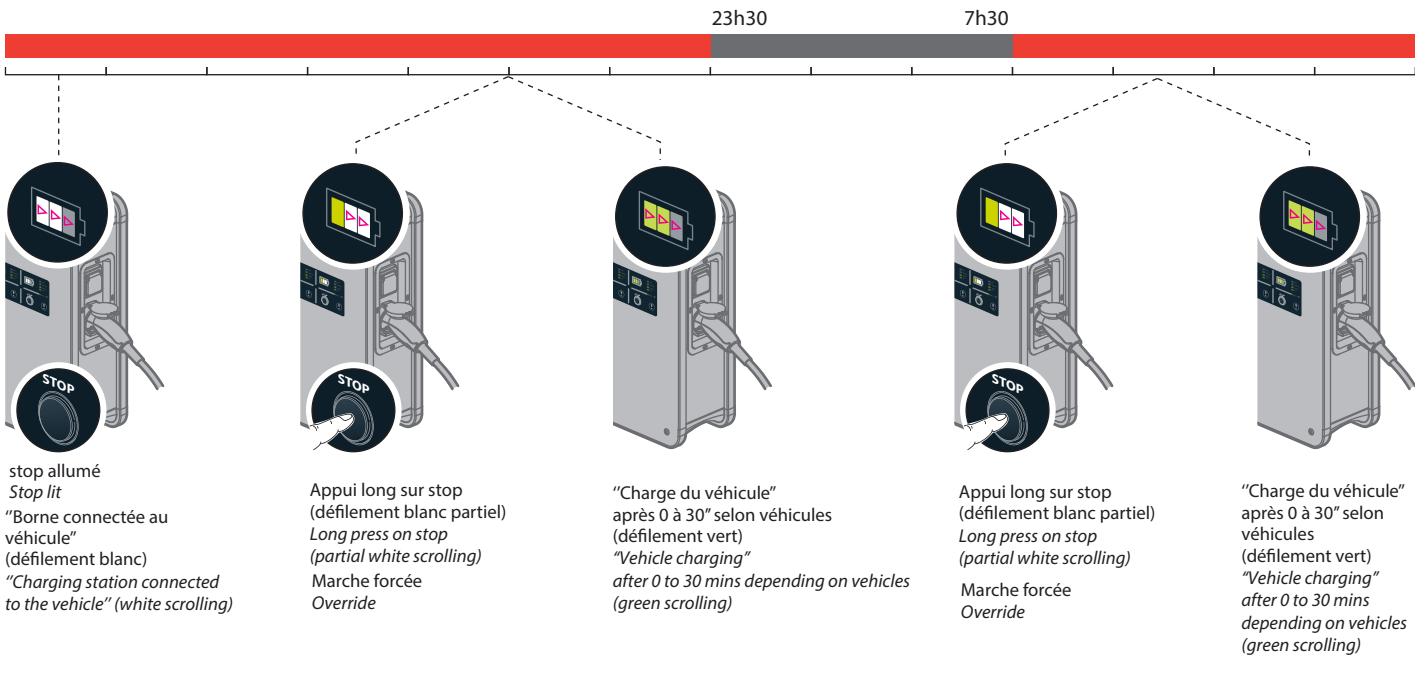 23h30
7h30
STOP
STOP
STOP
stop allumé
Stop lit
‘‘Borne connectée au
véhicule’’
(défilement blanc)
‘‘Charging station connected
to the vehicle’’ (white scrolling)
Appui long sur stop
(défilement blanc partiel)
Long press on stop
(partial white scrolling)
Marche forcée
Override
‘‘Charge du véhicule’’
après 0 à 30’’ selon véhicules
(défilement vert)
‘‘Vehicle charging’’
after 0 to 30 mins depending on vehicles
(green scrolling)
Appui long sur stop
(défilement blanc partiel)
Long press on stop
(partial white scrolling)
Marche forcée
Override
‘‘Charge du véhicule’’
après 0 à 30’’ selon
véhicules
(défilement vert)
‘‘Vehicle charging’’
after 0 to 30 mins
depending on vehicles
(green scrolling)